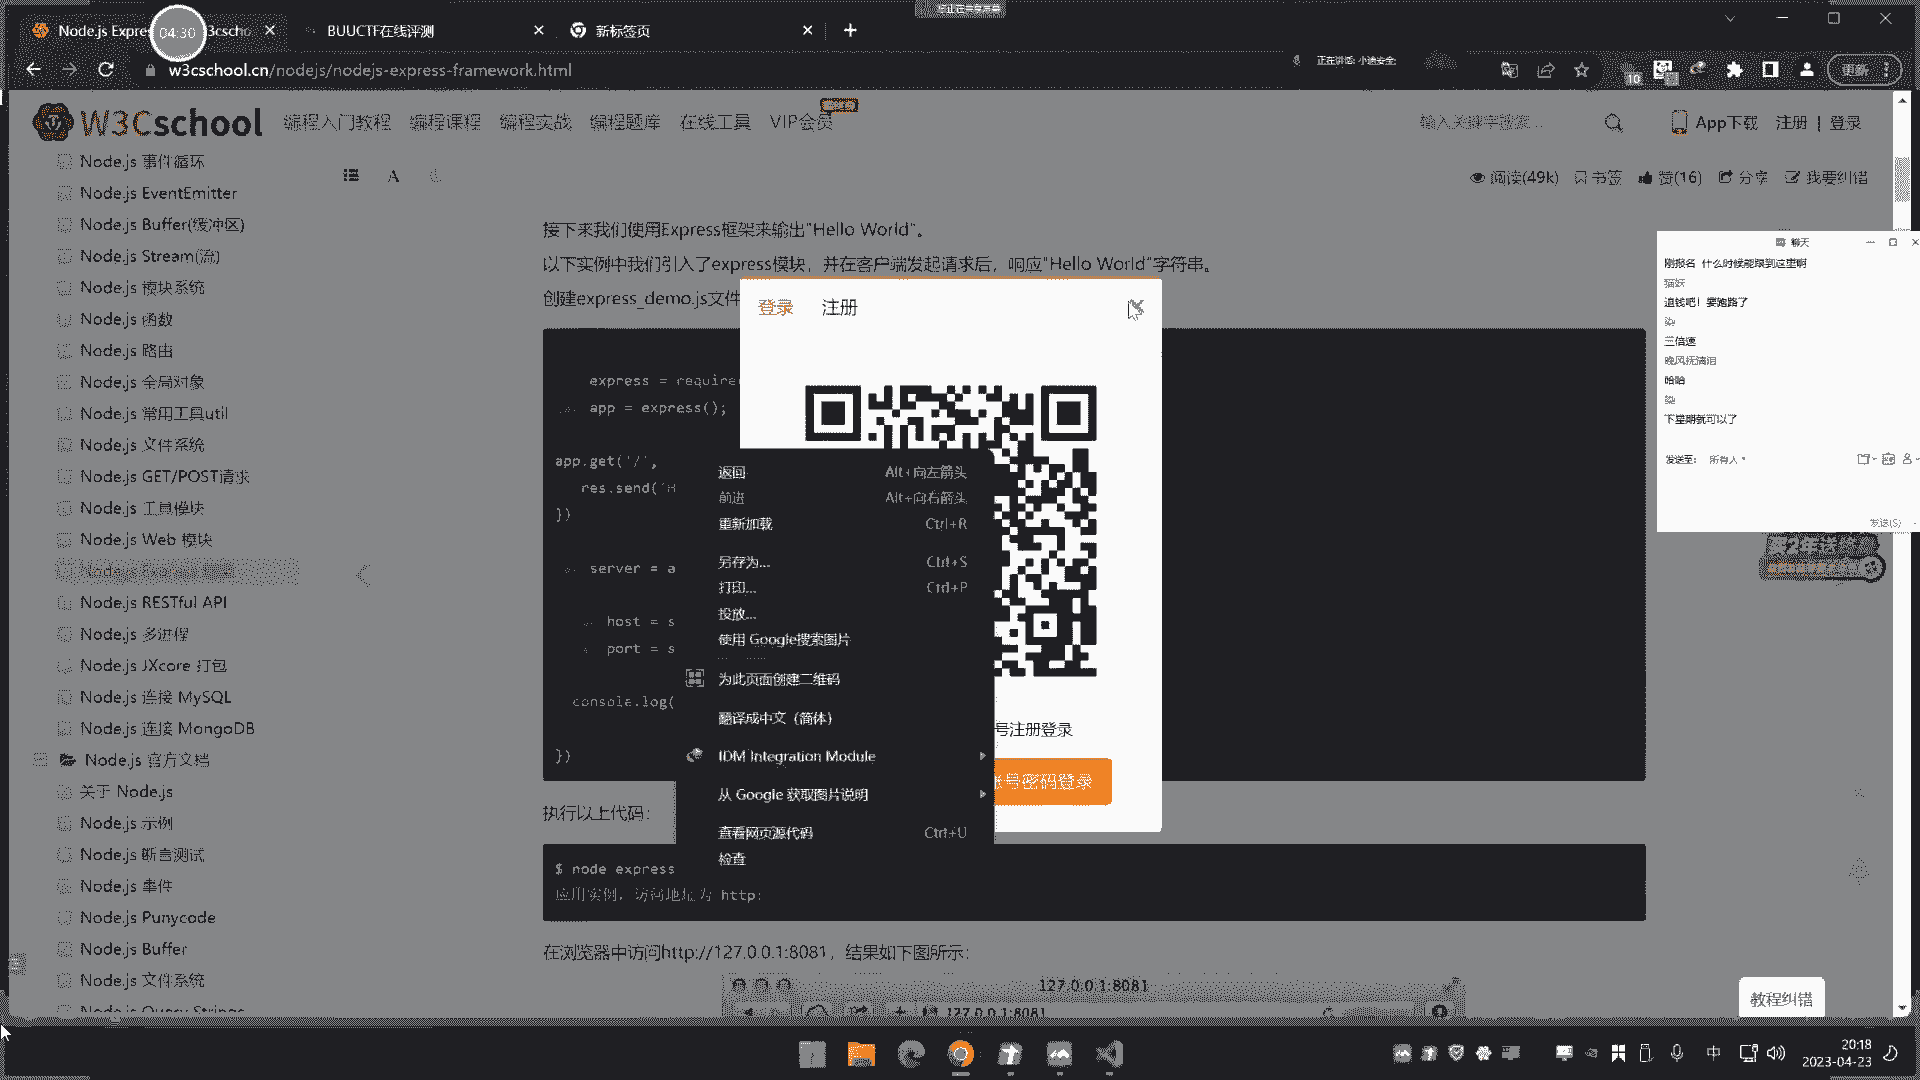 Node.js Expre
3cscho
04:30
BUUCTF在线评测
新标签页
w3cschool.cn/nodejs/nodejs-express-framework.html
正在讲话: 小迪安全;
10
更新
W3Cschool
编程入门教程 编程课程 编程实战 编程题库 在线工具 VIP会员
App下载 注册 | 登录
阅读(49k) 书签 赞(16) 分享 我要纠错
Node.js 事件循环
Node.js EventEmitter
Node.js Buffer(缓冲区)
Node.js Stream(流)
Node.js 模块系统
Node.js 函数
Node.js 路由
Node.js 全局对象
Node.js 常用工具util
Node.js 文件系统
Node.js GET/POST请求
Node.js 工具模块
Node.js Web 模块
Node.js RESTful API
Node.js 多进程
Node.js JXcore 打包
Node.js 连接 MySQL
Node.js 连接 MongoDB
Node.js 官方文档
关于 Node.js
Node.js 示例
Node.js 断言测试
Node.js 事件
Node.js Punycode
Node.js Buffer
Node.js 文件系统
Node.js Query Strings
接下来我们使用Express框架来输出"Hello World"。
以下实例中我们引入了express模块，并在客户端发起请求后，响应"Hello World"字符串。
创建express_demo.js文件
express = require
app = express();
app.get('/',
res.send('H
})
server = a
host = s
port = s
console.log(
})
执行以上代码：
$ node express
应用实例，访问地址为 http:
在浏览器中访问http://127.0.0.1:8081，结果如下图所示：
127.0.0.1:8081
127.0.0.1:8081
登录 注册
号注册登录
账号密码登录
返回 Alt+向左箭头
前进 Alt+向右箭头
重新加载 Ctrl+R
另存为... Ctrl+S
打印... Ctrl+P
投放...
使用 Google搜索图片
为此页面创建二维码
翻译成中文（简体）
IDM Integration Module
从 Google 获取图片说明
查看网页源代码 Ctrl+U
检查
聊天
刚报名 什么时候能跟到这里啊
猫妖
退钱吧！要跑路了
染
三倍速
晚风抚清酒
哈哈
染
下星期就可以了
发送至: 所有人
发送(S)
教程纠错
中
20:18
2023-04-23